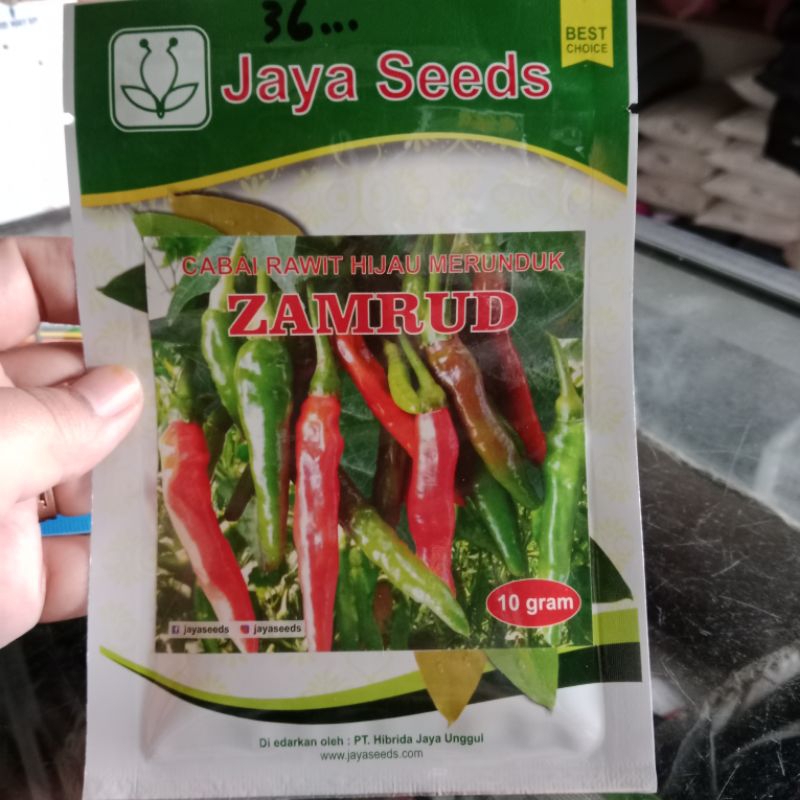 36...
BEST
CHOICE
Jaya Seeds
CABAI RAWIT HIJAU MERUNDUK
ZAMRUD
10 gram
jayaseeds jayaseeds
Di edarkan oleh : PT. Hibrida Jaya Unggul
www.jayaseeds.com